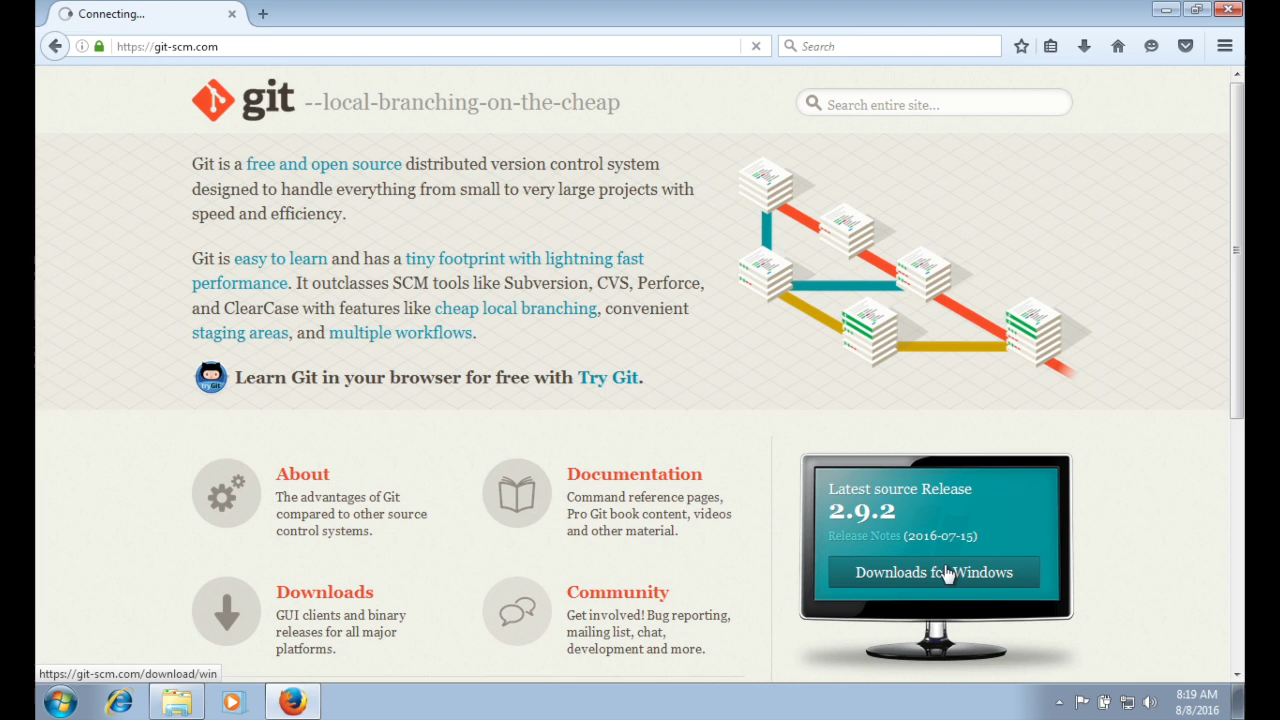 Connecting...
https://git-scm.com
Search
git --local-branching-on-the-cheap
Search entire site...
Git is a free and open source distributed version control system
designed to handle everything from small to very large projects with
speed and efficiency.
Git is easy to learn and has a tiny footprint with lightning fast
performance. It outclasses SCM tools like Subversion, CVS, Perforce,
and ClearCase with features like cheap local branching, convenient
staging areas, and multiple workflows.
TryGit
Learn Git in your browser for free with Try Git.
About
The advantages of Git
compared to other source
control systems.
Documentation
Command reference pages,
Pro Git book content, videos
and other material.
Latest source Release
2.9.2
Release Notes (2016-07-15)
Downloads for Windows
Downloads
GUI clients and binary
releases for all major
platforms.
Community
Get involved! Bug reporting,
mailing list, chat,
development and more.
https://git-scm.com/download/win
8:19 AM
8/8/2016